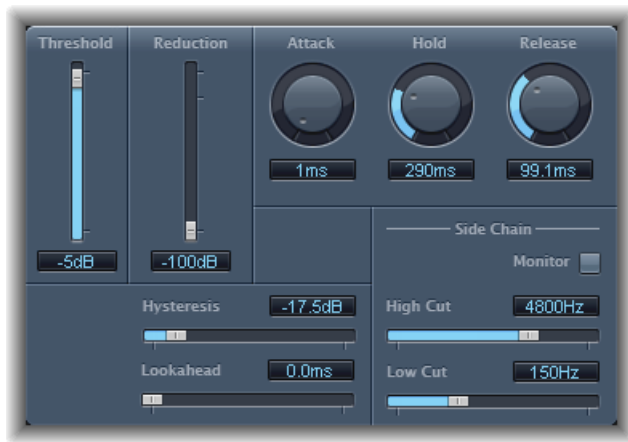 Threshold Reduction Attack Hold Release
1ms 290ms 99.1ms
Side Chain
-5dB -100dB Monitor
Hysteresis -17.5dB High Cut 4800Hz
Lookahead 0.0ms Low Cut 150Hz